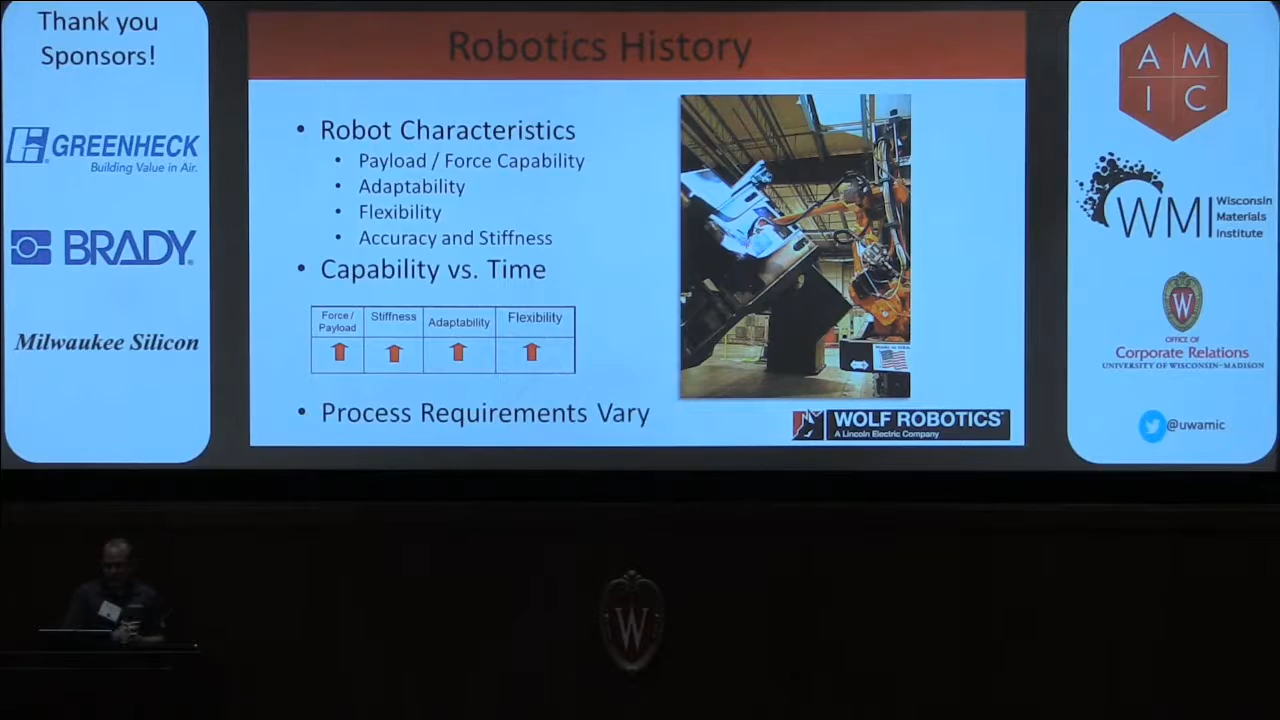 Thank you
Sponsors!
GREENHECK
Building Value in Air.
BRADY
Milwaukee Silicon
Robotics History
• Robot Characteristics
• Payload / Force Capability
• Adaptability
• Flexibility
• Accuracy and Stiffness
• Capability vs. Time
Force / Payload
Stiffness
Adaptability
Flexibility
• Process Requirements Vary
WOLF ROBOTICS
A Lincoln Electric Company
A M
I C
WMI
Wisconsin
Materials
Institute
W
OFFICE OF
Corporate Relations
UNIVERSITY OF WISCONSIN-MADISON
@uwamic
W